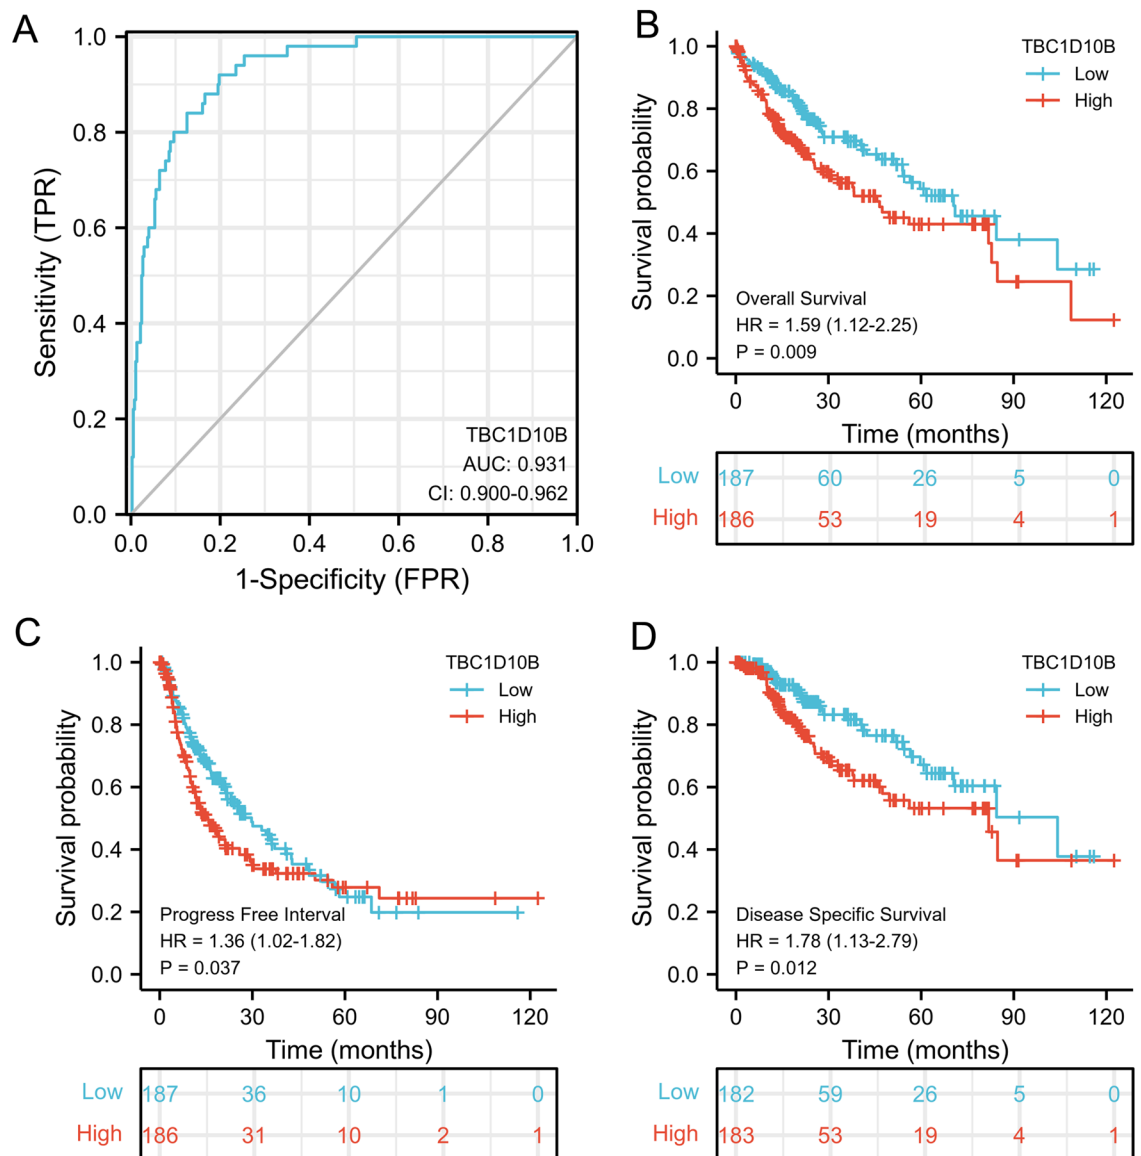 A
1.0
0.8
0.6
0.4
0.2
0.0
Sensitivity (TPR)
TBC1D10B
AUC: 0.931
CI: 0.900-0.962
0.0 0.2 0.4 0.6 0.8 1.0
1-Specificity (FPR)
B
1.0
0.8
0.6
0.4
0.2
0.0
Survival probability
TBC1D10B
Low
High
Overall Survival
HR = 1.59 (1.12-2.25)
P = 0.009
0 30 60 90 120
Time (months)
Low 187 60 26 5 0
High 186 53 19 4 1
C
1.0
0.8
0.6
0.4
0.2
0.0
Survival probability
TBC1D10B
Low
High
Progress Free Interval
HR = 1.36 (1.02-1.82)
P = 0.037
0 30 60 90 120
Time (months)
Low 187 36 10 1 0
High 186 31 10 2 1
D
1.0
0.8
0.6
0.4
0.2
0.0
Survival probability
TBC1D10B
Low
High
Disease Specific Survival
HR = 1.78 (1.13-2.79)
P = 0.012
0 30 60 90 120
Time (months)
Low 182 59 26 5 0
High 183 53 19 4 1